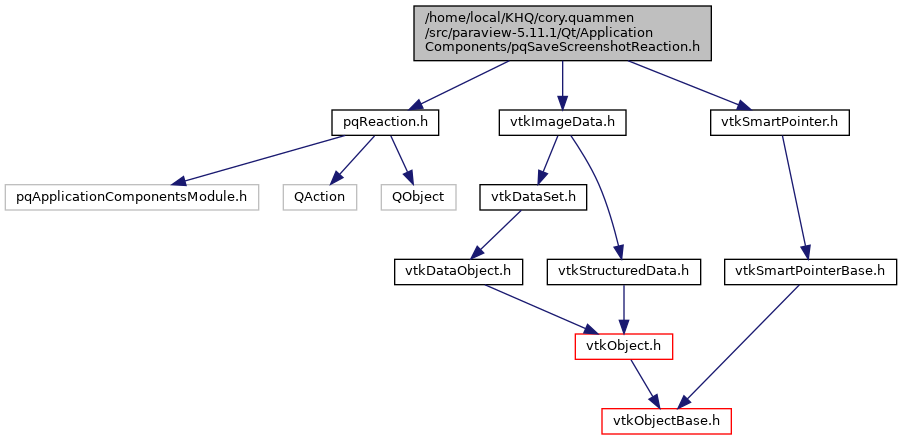 /home/local/KHQ/cory.quammen
/src/paraview-5.11.1/Qt/Application
Components/pqSaveScreenshotReaction.h
pqReaction.h
vtkImageData.h
vtkSmartPointer.h
pqApplicationComponentsModule.h
QAction
QObject
vtkDataSet.h
vtkDataObject.h
vtkStructuredData.h
vtkSmartPointerBase.h
vtkObject.h
vtkObjectBase.h